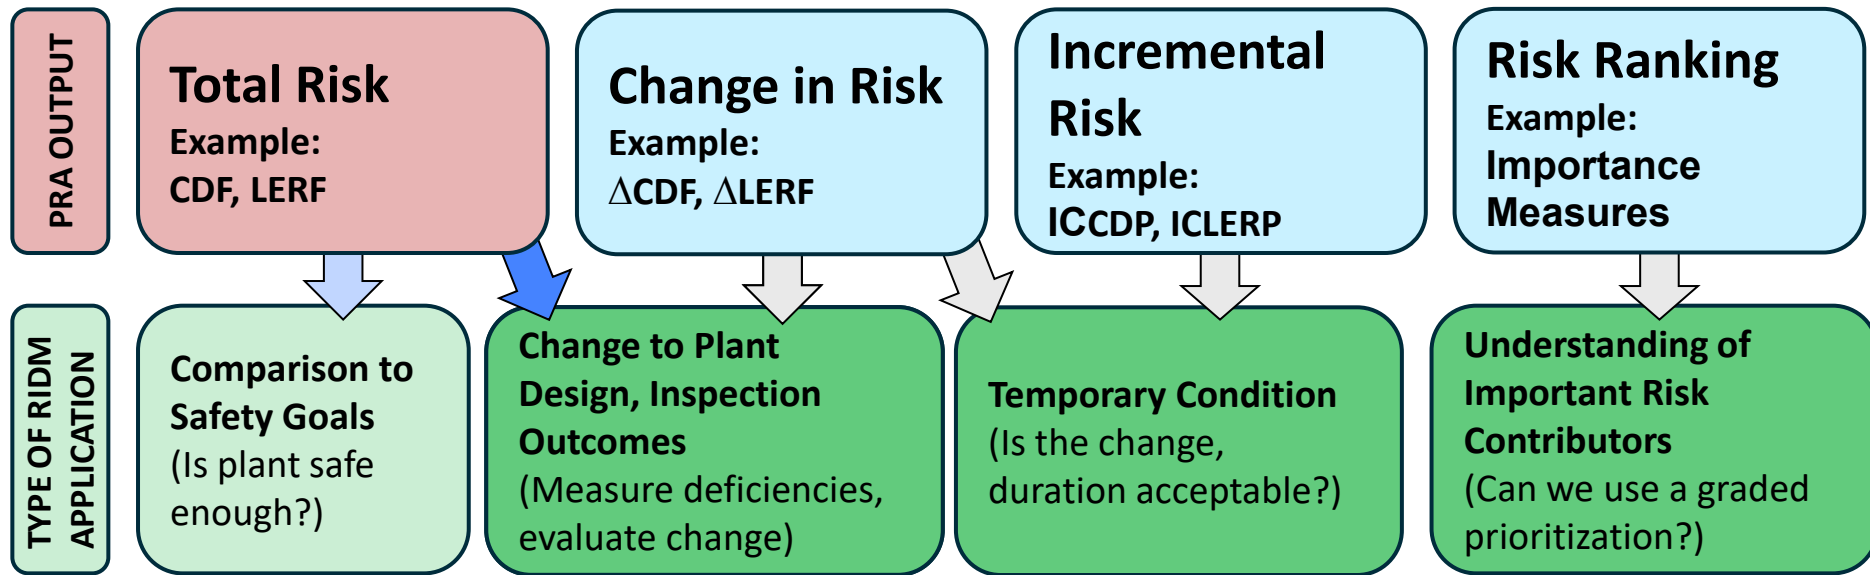 PRA OUTPUT
Total Risk
Example:
CDF, LERF
Change in Risk
Example:
ΔCDF, ΔLERF
Incremental
Risk
Example:
ICCDP, ICLERP
Risk Ranking
Example:
Importance
Measures
TYPE OF RIDM
APPLICATION
Comparison to
Safety Goals
(Is plant safe
enough?)
Change to Plant
Design, Inspection
Outcomes
(Measure deficiencies,
evaluate change)
Temporary Condition
(Is the change,
duration acceptable?)
Understanding of
Important Risk
Contributors
(Can we use a graded
prioritization?)